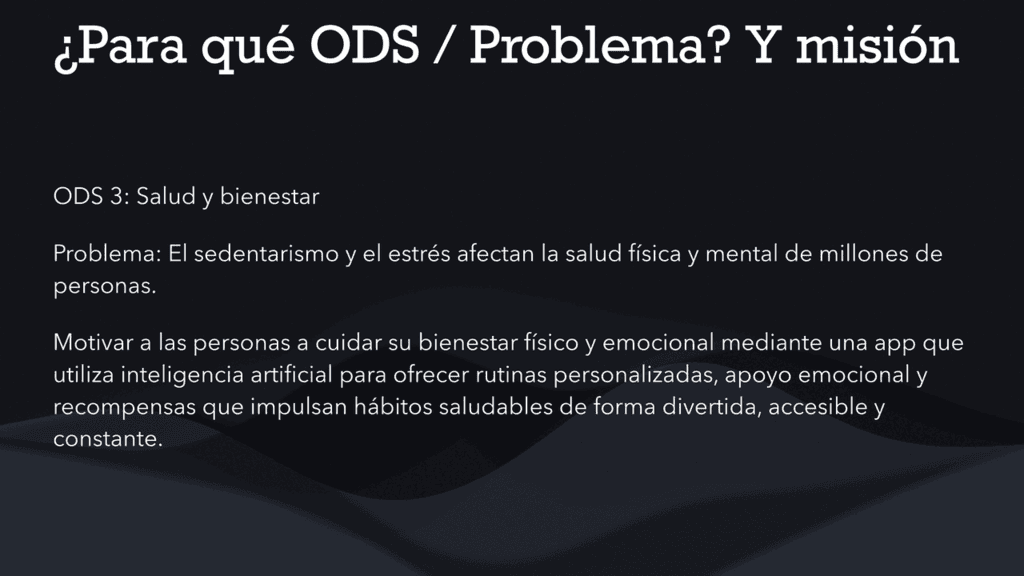 ¿Para qué ODS / Problema? Y misión
ODS 3: Salud y bienestar
Problema: El sedentarismo y el estrés afectan la salud física y mental de millones de
personas.
Motivar a las personas a cuidar su bienestar físico y emocional mediante una app que
utiliza inteligencia artificial para ofrecer rutinas personalizadas, apoyo emocional y
recompensas que impulsan hábitos saludables de forma divertida, accesible y
constante.